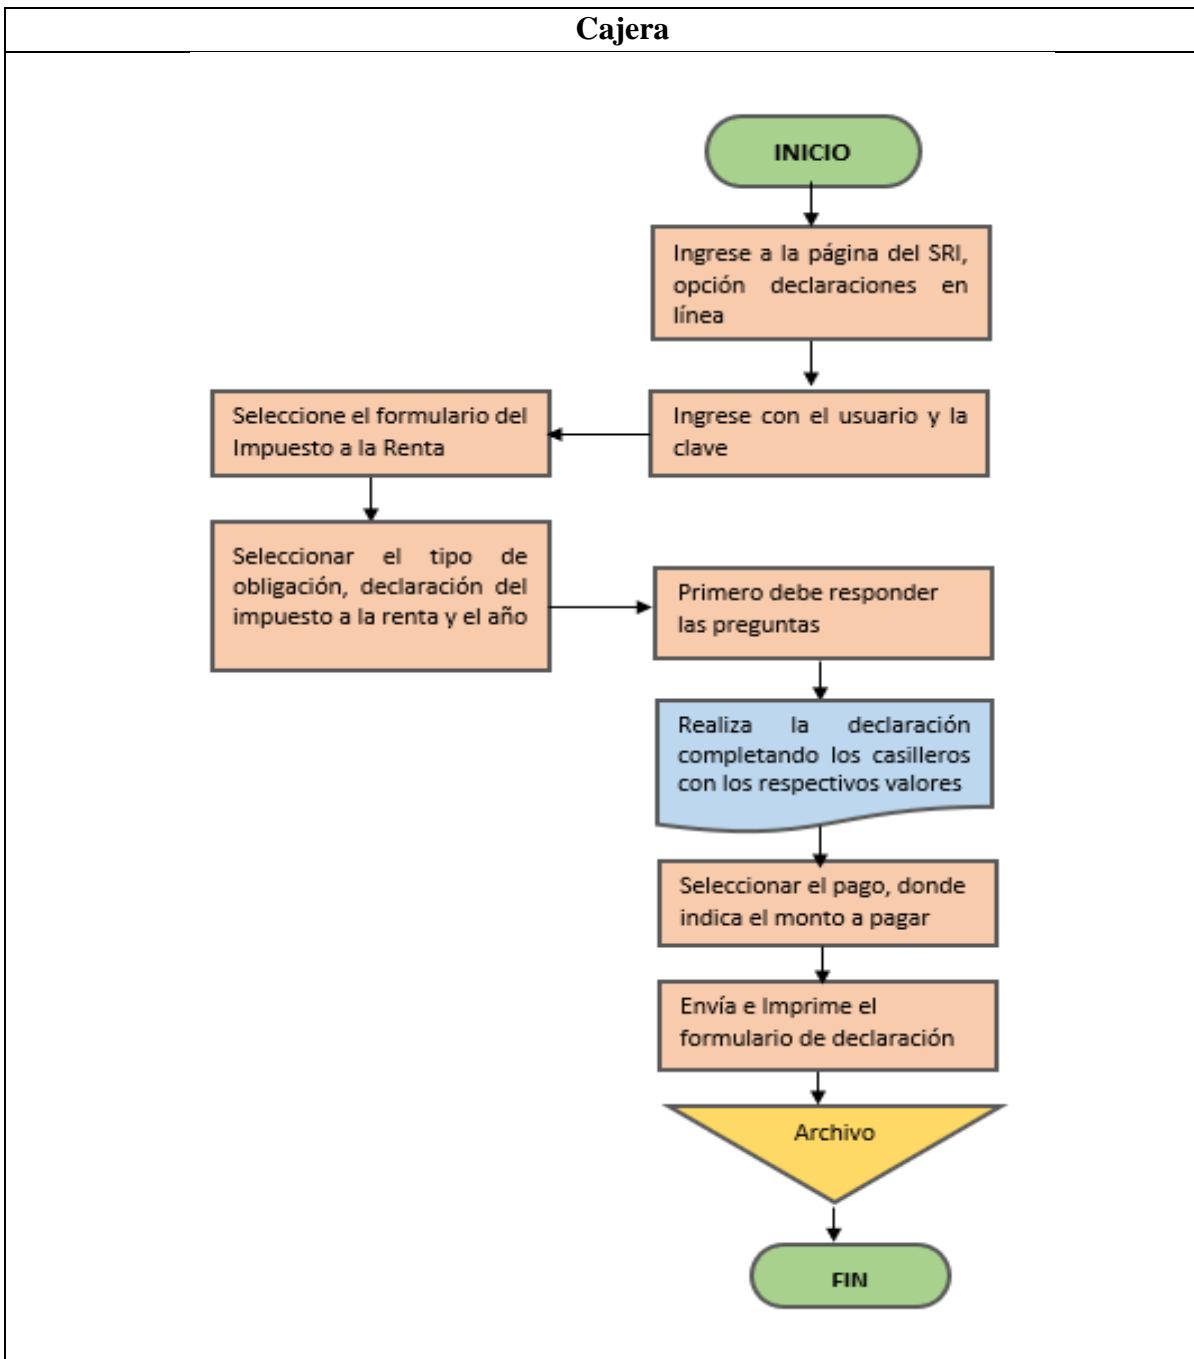 Cajera
INICIO
Ingrese a la página del SRI,
opción declaraciones en
línea
Ingrese con el usuario y la
clave
Seleccione el formulario del
Impuesto a la Renta
Seleccionar el tipo de
obligación, declaración del
impuesto a la renta y el año
Primero debe responder
las preguntas
Realiza la declaración
completando los casilleros
con los respectivos valores
Seleccionar el pago, donde
indica el monto a pagar
Envía e Imprime el
formulario de declaración
Archivo
FIN